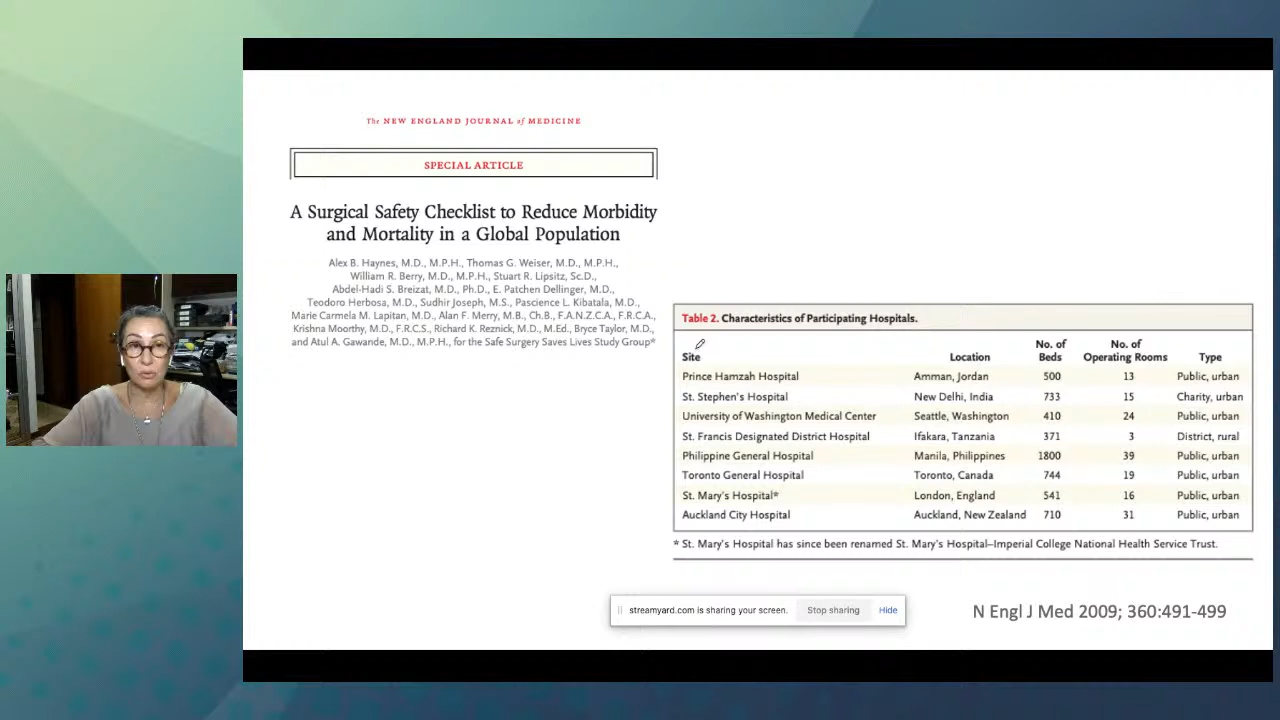 The NEW ENGLAND JOURNAL of MEDICINE
SPECIAL ARTICLE
A Surgical Safety Checklist to Reduce Morbidity
and Mortality in a Global Population
Alex B. Haynes, M.D., M.P.H., Thomas G. Weiser, M.D., M.P.H.,
William R. Berry, M.D., M.P.H., Stuart R. Lipsitz, Sc.D.,
Abdel-Hadi S. Breizat, M.D., Ph.D., E. Patchen Dellinger, M.D.,
Teodoro Herbosa, M.D., Sudhir Joseph, M.S., Pascience L. Kibatala, M.D.,
Marie Carmela M. Lapitan, M.D., Alan F. Merry, M.B., Ch.B., F.A.N.Z.C.A., F.R.C.A.,
Krishna Moorthy, M.D., F.R.C.S., Richard K. Reznick, M.D., M.Ed., Bryce Taylor, M.D.,
and Atul A. Gawande, M.D., M.P.H., for the Safe Surgery Saves Lives Study Group*
Table 2. Characteristics of Participating Hospitals.
Site Location No. of Beds No. of Operating Rooms Type
Prince Hamzah Hospital Amman, Jordan 500 13 Public, urban
St. Stephen's Hospital New Delhi, India 733 15 Charity, urban
University of Washington Medical Center Seattle, Washington 410 24 Public, urban
St. Francis Designated District Hospital Ifakara, Tanzania 371 3 District, rural
Philippine General Hospital Manila, Philippines 1800 39 Public, urban
Toronto General Hospital Toronto, Canada 744 19 Public, urban
St. Mary's Hospital* London, England 541 16 Public, urban
Auckland City Hospital Auckland, New Zealand 710 31 Public, urban
* St. Mary's Hospital has since been renamed St. Mary's Hospital–Imperial College National Health Service Trust.
streamyard.com is sharing your screen. Stop sharing Hide
N Engl J Med 2009; 360:491-499